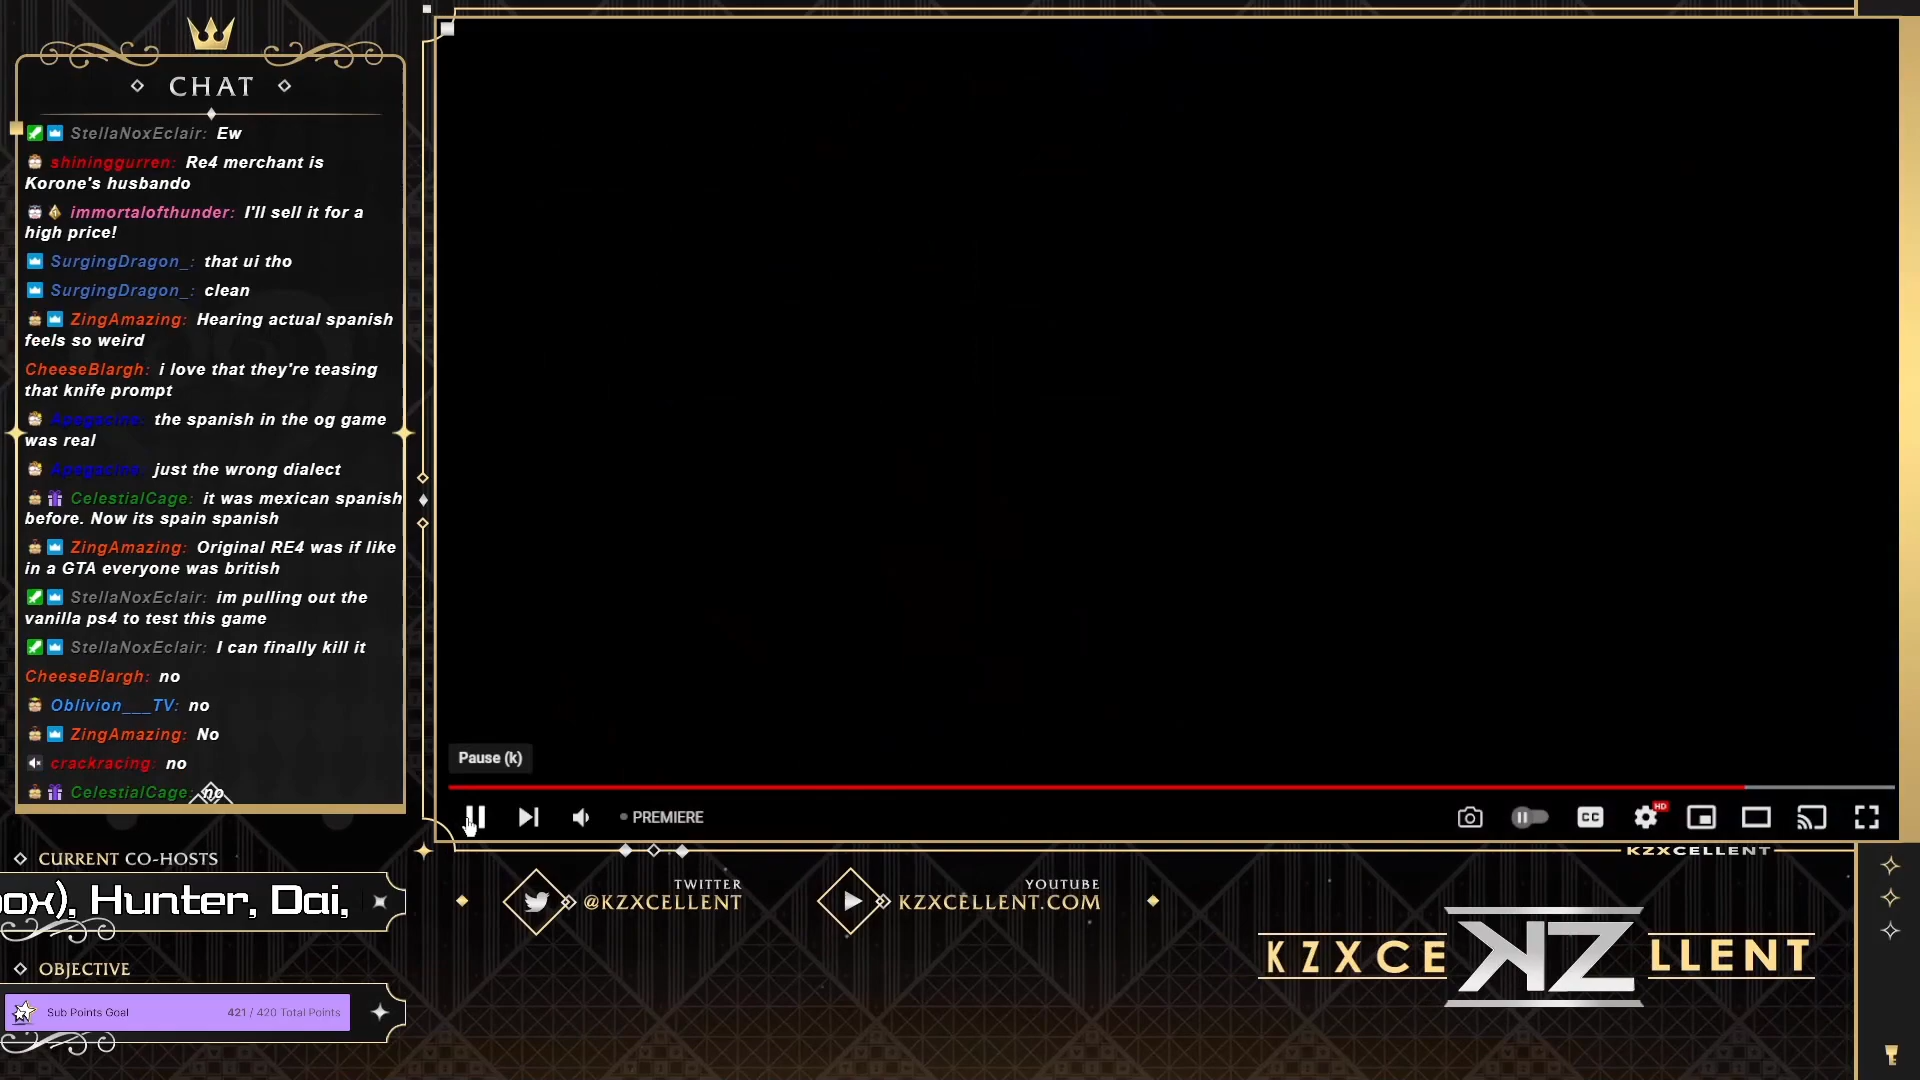 CHAT
StellaNoxEclair: Ew
shininggurren: Re4 merchant is
Korone's husbando
immortalofthunder: I'll sell it for a
high price!
SurgingDragon_: that ui tho
SurgingDragon_: clean
ZingAmazing: Hearing actual spanish
feels so weird
CheeseBlargh: i love that they're teasing
that knife prompt
the spanish in the og game
was real
just the wrong dialect
CelestialCage: it was mexican spanish
before. Now its spain spanish
ZingAmazing: Original RE4 was if like
in a GTA everyone was british
StellaNoxEclair: im pulling out the
vanilla ps4 to test this game
StellaNoxEclair: I can finally kill it
CheeseBlargh: no
Oblivion___TV: no
ZingAmazing: No
crackracing: no
CelestialCage: no
Pause (k)
PREMIERE
CC
HD
KZXCELLENT
CURRENT CO-HOSTS
ox), Hunter, Dai,
OBJECTIVE
Sub Points Goal 421 / 420 Total Points
TWITTER
@KZXCELLENT
YOUTUBE
KZXCELLENT.COM
KZXCE KZ LLENT